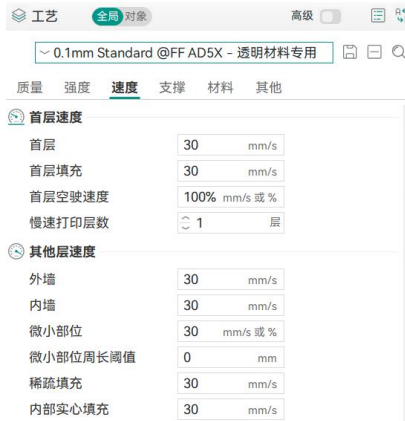 工艺 全局 对象 高级
0.1mm Standard @FF AD5X - 透明材料专用
质量 强度 速度 支撑 材料 其他
首层速度
首层 30 mm/s
首层填充 30 mm/s
首层空驶速度 100% mm/s 或 %
慢速打印层数 1 层
其他层速度
外墙 30 mm/s
内墙 30 mm/s
微小部位 30 mm/s 或 %
微小部位周长阈值 0 mm
稀疏填充 30 mm/s
内部实心填充 30 mm/s